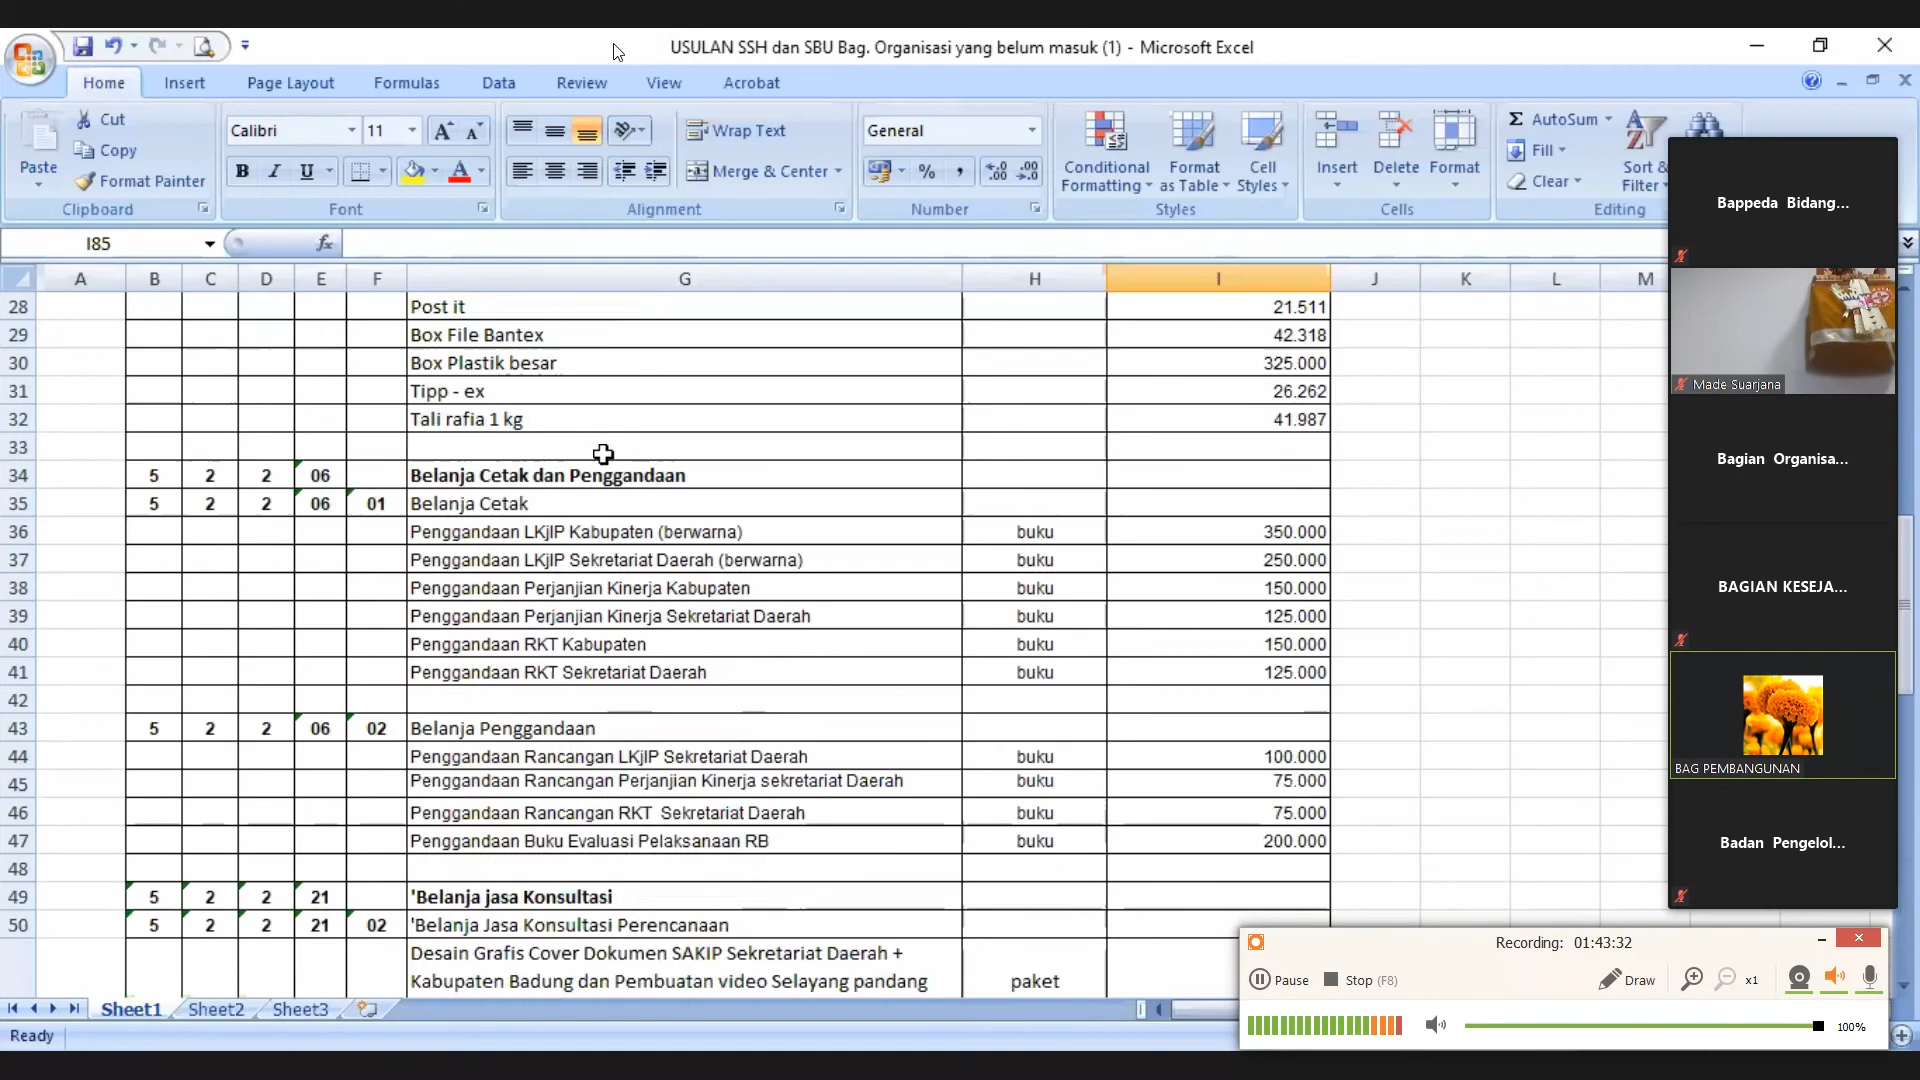 USULAN SSH dan SBU Bag. Organisasi yang belum masuk (1) - Microsoft Excel
Home Insert Page Layout Formulas Data Review View Acrobat
Paste
Cut
Copy
Format Painter
Clipboard
Calibri 11
B I U
Font
Wrap Text
Merge & Center
Alignment
General
Number
Conditional Formatting
Format as Table
Cell Styles
Styles
Insert Delete Format
Cells
AutoSum
Fill
Clear
Sort & Filter
Editing
I85 fx
A B C D E F G H I J K L M
28 Post it 21.511
29 Box File Bantex 42.318
30 Box Plastik besar 325.000
31 Tipp - ex 26.262
32 Tali rafia 1 kg 41.987
33
34 5 2 2 06 Belanja Cetak dan Penggandaan
35 5 2 2 06 01 Belanja Cetak
36 Penggandaan LKjIP Kabupaten (berwarna) buku 350.000
37 Penggandaan LKjIP Sekretariat Daerah (berwarna) buku 250.000
38 Penggandaan Perjanjian Kinerja Kabupaten buku 150.000
39 Penggandaan Perjanjian Kinerja Sekretariat Daerah buku 125.000
40 Penggandaan RKT Kabupaten buku 150.000
41 Penggandaan RKT Sekretariat Daerah buku 125.000
42
43 5 2 2 06 02 Belanja Penggandaan
44 Penggandaan Rancangan LKjIP Sekretariat Daerah buku 100.000
45 Penggandaan Rancangan Perjanjian Kinerja sekretariat Daerah buku 75.000
46 Penggandaan Rancangan RKT Sekretariat Daerah buku 75.000
47 Penggandaan Buku Evaluasi Pelaksanaan RB buku 200.000
48
49 5 2 2 21 'Belanja jasa Konsultasi
50 5 2 2 21 02 'Belanja Jasa Konsultasi Perencanaan
Desain Grafis Cover Dokumen SAKIP Sekretariat Daerah +
Kabupaten Badung dan Pembuatan video Selayang pandang paket
Sheet1 Sheet2 Sheet3
Ready
Bappeda Bidang...
Made Suarjana
Bagian Organisa...
BAGIAN KESEJA...
BAG PEMBANGUNAN
Badan Pengelol...
Recording: 01:43:32
Pause Stop (F8) Draw x1
100%